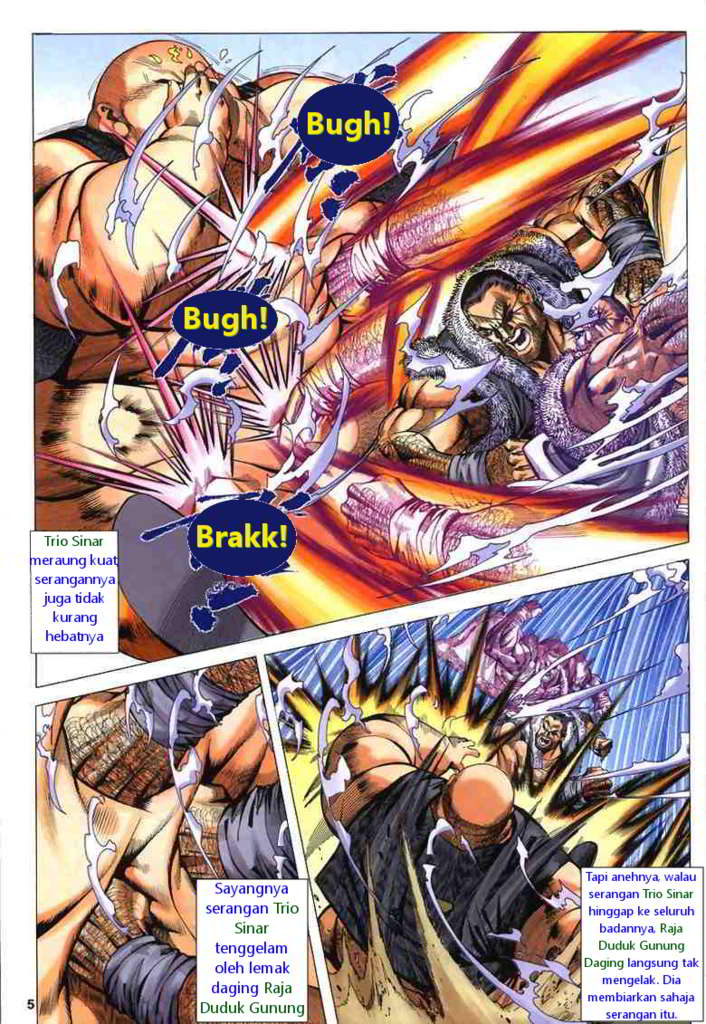 Bugh!
Bugh!
Brakk!
Trio Sinar
meraung kuat
serangannya
juga tidak
kurang
hebatnya
Sayangnya
serangan Trio
Sinar
tenggelam
oleh lemak
daging Raja
Duduk Gunung
Tapi anehnya, walau
serangan Trio Sinar
hinggap ke seluruh
badannya, Raja
Duduk Gunung
Daging langsung tak
mengelak. Dia
membiarkan sahaja
serangan itu.
5